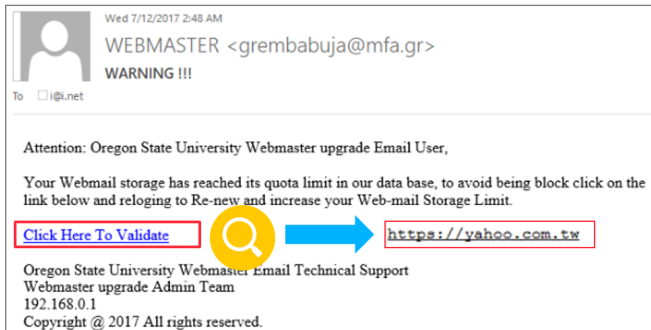 Wed 7/12/2017 2:48 AM
WEBMASTER <grembabuja@mfa.gr>
WARNING !!!
To i@i.net
Attention: Oregon State University Webmaster upgrade Email User,
Your Webmail storage has reached its quota limit in our data base, to avoid being block click on the
link below and reloging to Re-new and increase your Web-mail Storage Limit.
Click Here To Validate https://yahoo.com.tw
Oregon State University Webmaster Email Technical Support
Webmaster upgrade Admin Team
192.168.0.1
Copyright @ 2017 All rights reserved.